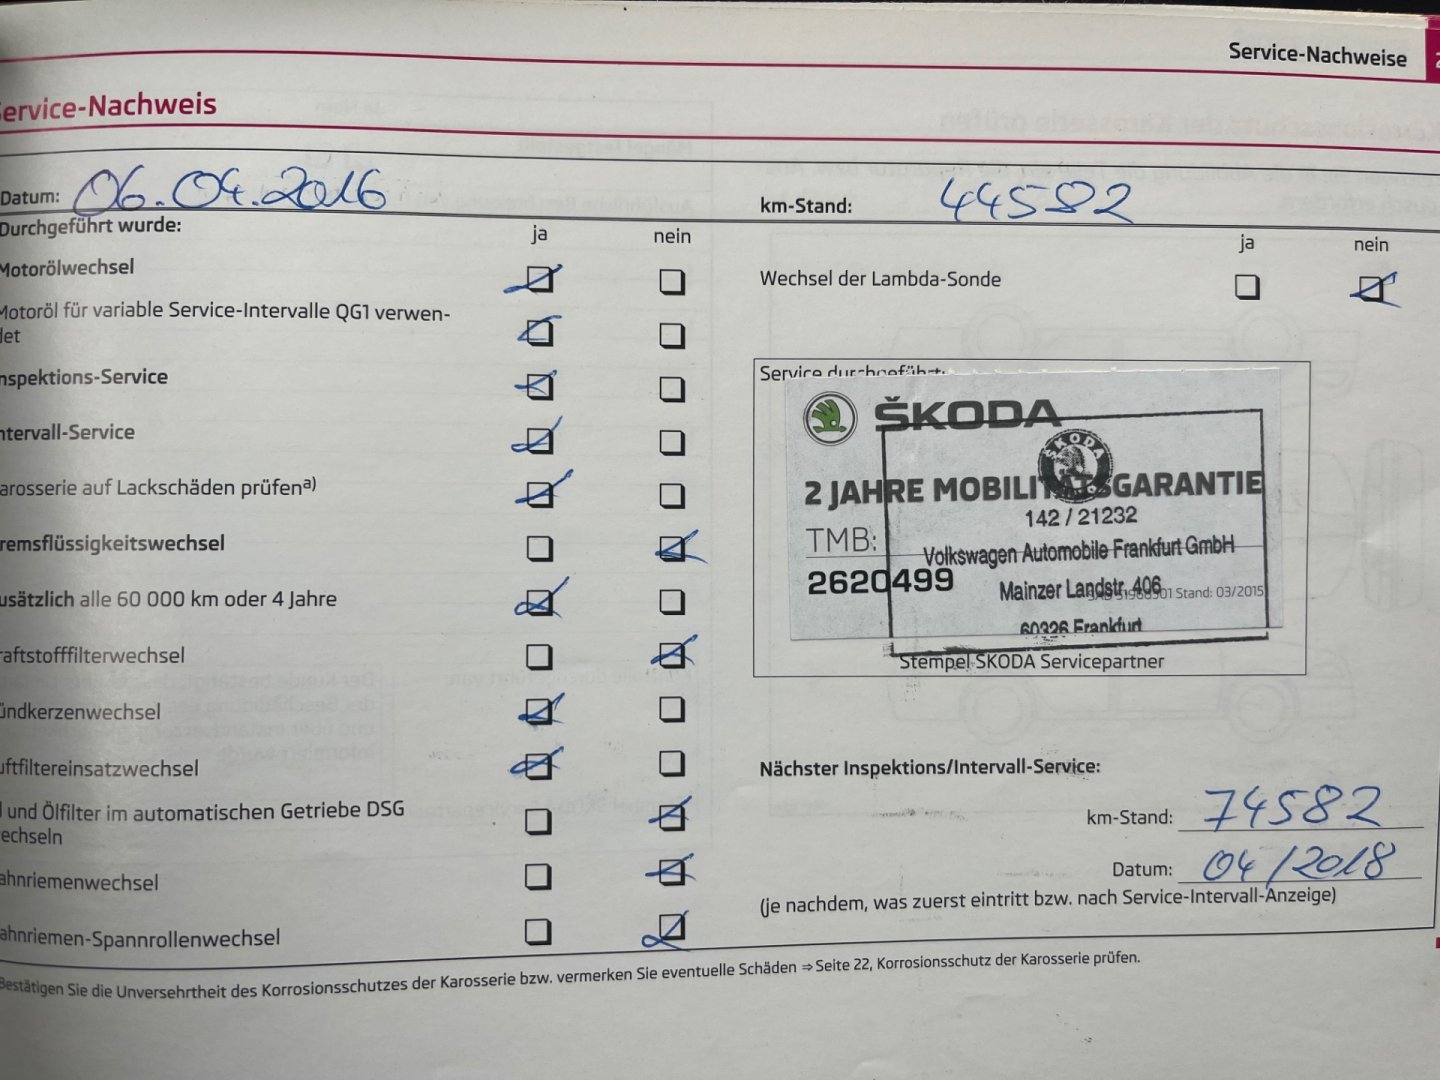 Service-Nachweise
ervice-Nachweis
Datum: 06.04.2016
km-Stand: 44582
Durchgeführt wurde:
ja nein
ja nein
Motorölwechsel
Wechsel der Lambda-Sonde
Motoröl für variable Service-Intervalle QG1 verwen-
det
nspektions-Service
ntervall-Service
arosserie auf Lackschäden prüfena)
remsflüssigkeitswechsel
usätzlich alle 60 000 km oder 4 Jahre
raftstofffilterwechsel
ündkerzenwechsel
uftfiltereinsatzwechsel
l und Ölfilter im automatischen Getriebe DSG
echseln
ahnriemenwechsel
ahnriemen-Spannrollenwechsel
Service durchgeführt:
ŠKODA
ŠKODA
2 JAHRE MOBILITÄTSGARANTIE
142 / 21232
TMB:
Volkswagen Automobile Frankfurt GmbH
2620499
Mainzer Landstr. 406
Stand: 03/2015
60326 Frankfurt
Stempel ŠKODA Servicepartner
Nächster Inspektions/Intervall-Service:
km-Stand: 74582
Datum: 04/2018
(je nachdem, was zuerst eintritt bzw. nach Service-Intervall-Anzeige)
Bestätigen Sie die Unversehrtheit des Korrosionsschutzes der Karosserie bzw. vermerken Sie eventuelle Schäden ⇒ Seite 22, Korrosionsschutz der Karosserie prüfen.